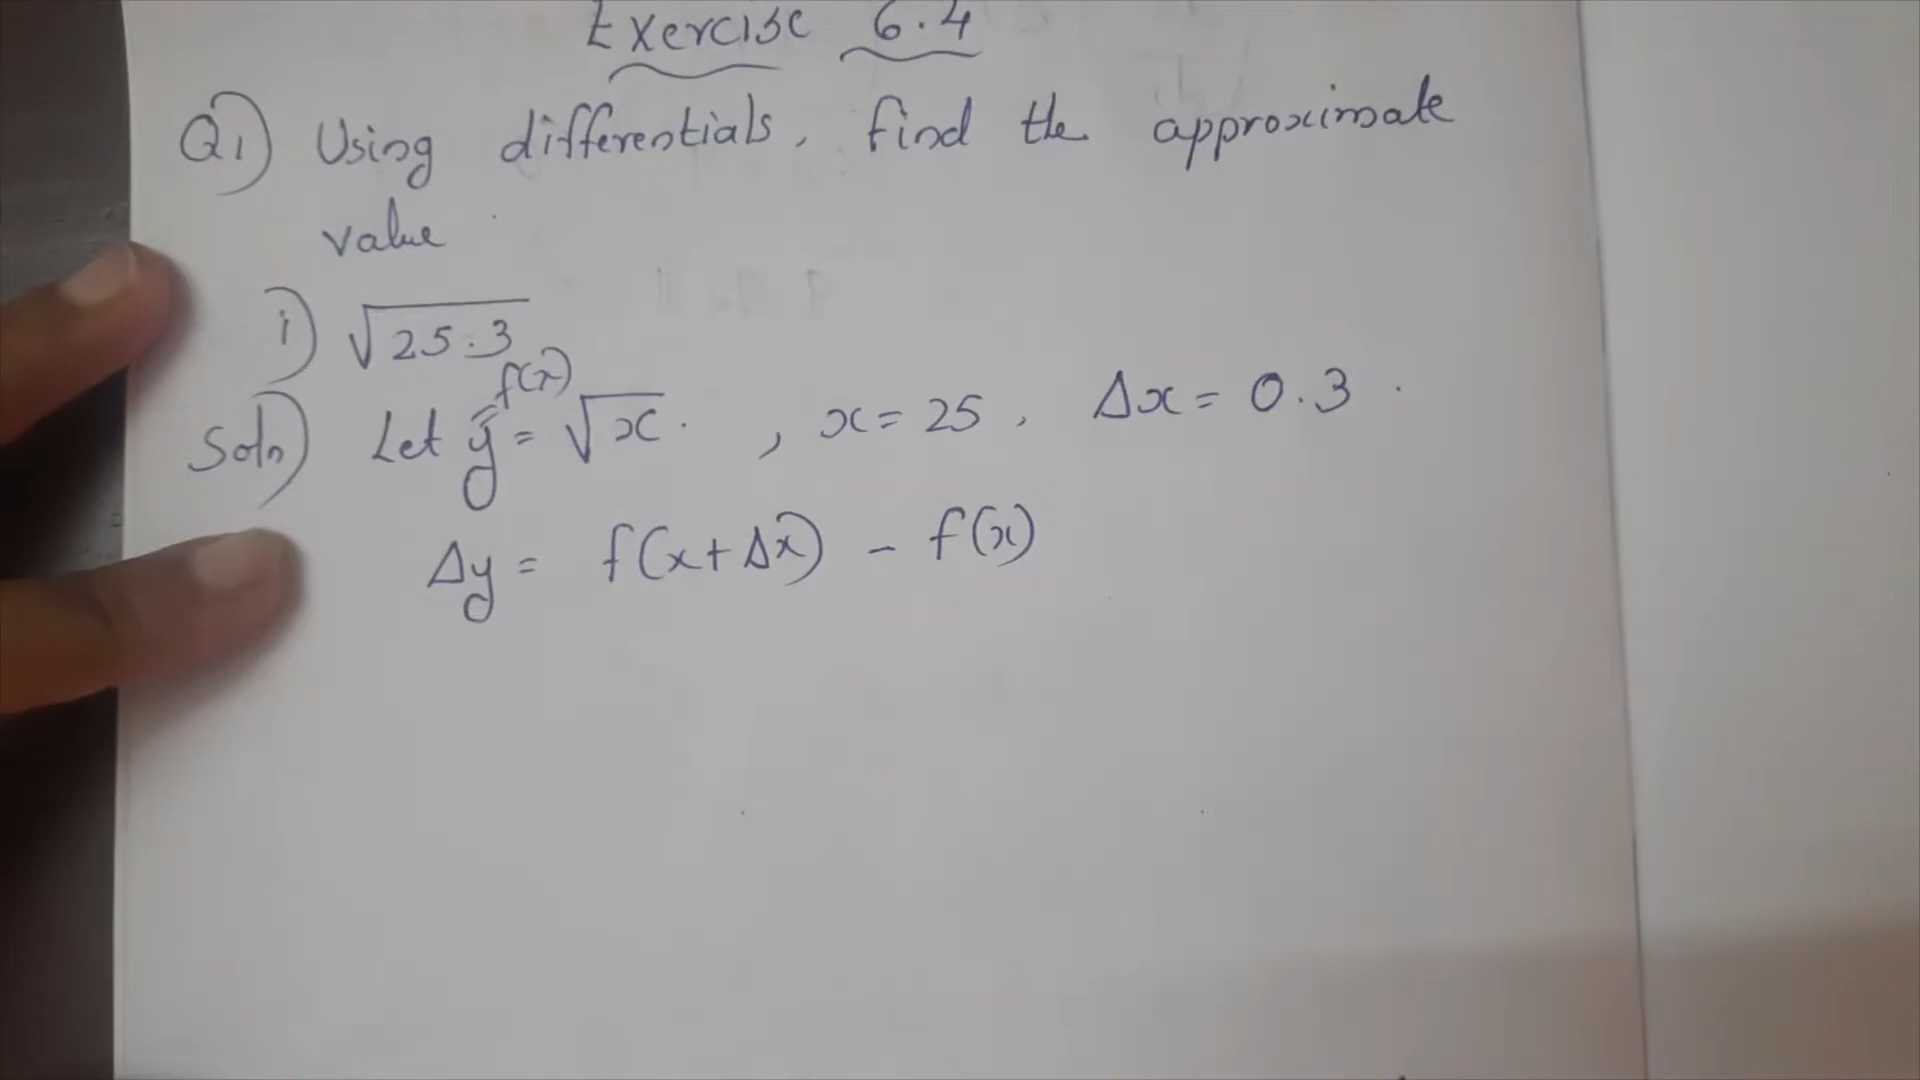 Exercise 6.4
Q1) Using differentials, find the approximate
value
i) √25.3
Soln) Let y = f(x) = √x. , x = 25, Δx = 0.3.
Δy = f(x+Δx) - f(x)